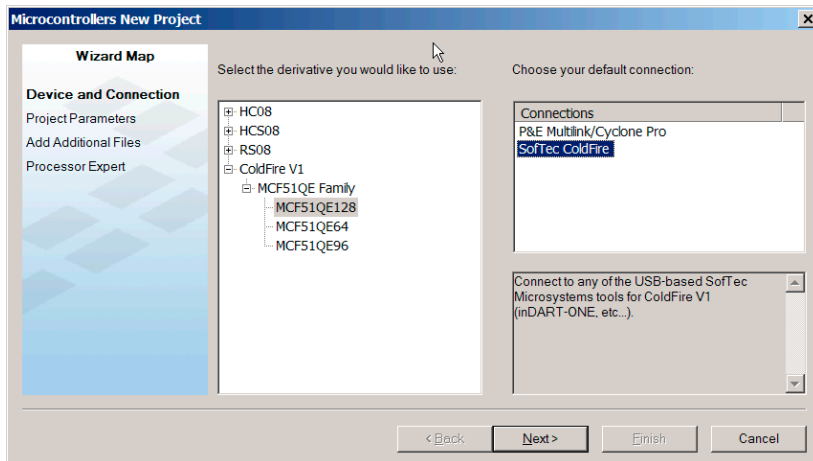 Microcontrollers New Project
Wizard Map
Device and Connection
Project Parameters
Add Additional Files
Processor Expert
Select the derivative you would like to use:
HC08
HCS08
RS08
ColdFire V1
MCF51QE Family
MCF51QE128
MCF51QE64
MCF51QE96
Choose your default connection:
Connections
P&E Multilink/Cyclone Pro
SofTec ColdFire
Connect to any of the USB-based SofTec
Microsystems tools for ColdFire V1
(inDART-ONE, etc...).
< Back
Next >
Finish
Cancel